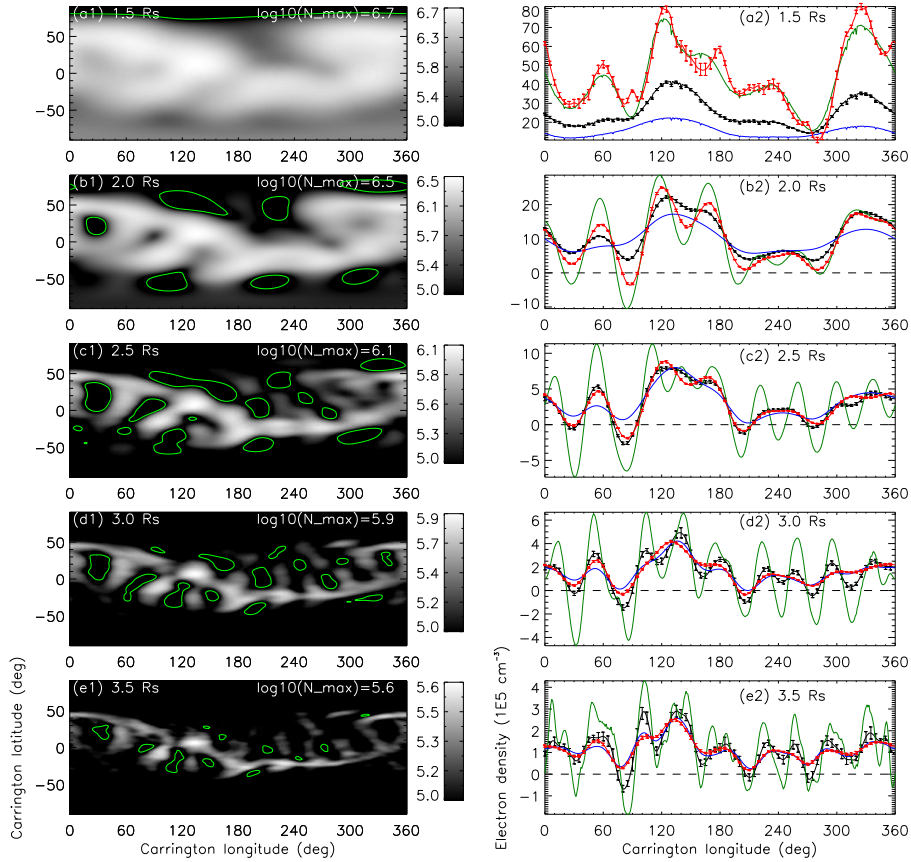 (a1) 1.5 Rs log10(N_max)=6.7
50
0
−50
0 60 120 180 240 300 360
6.7
6.3
5.8
5.4
5.0
(a2) 1.5 Rs
80
70
60
50
40
30
20
0 60 120 180 240 300 360
Carrington longitude (deg)
(b1) 2.0 Rs log10(N_max)=6.5
50
0
−50
0 60 120 180 240 300 360
6.5
6.1
5.7
5.4
5.0
(b2) 2.0 Rs
20
10
0
−10
0 60 120 180 240 300 360
(c1) 2.5 Rs log10(N_max)=6.1
50
0
−50
0 60 120 180 240 300 360
6.1
5.8
5.6
5.3
5.0
(c2) 2.5 Rs
10
5
0
−5
0 60 120 180 240 300 360
(d1) 3.0 Rs log10(N_max)=5.9
50
0
−50
0 60 120 180 240 300 360
5.9
5.7
5.5
5.2
5.0
(d2) 3.0 Rs
6
4
2
0
−2
−4
0 60 120 180 240 300 360
(e1) 3.5 Rs log10(N_max)=5.6
50
0
−50
0 60 120 180 240 300 360
Carrington longitude (deg)
Carrington latitude (deg)
5.6
5.5
5.3
5.2
5.0
(e2) 3.5 Rs
4
3
2
1
0
−1
0 60 120 180 240 300 360
Carrington longitude (deg)
Electron density (1E5 cm⁻³)